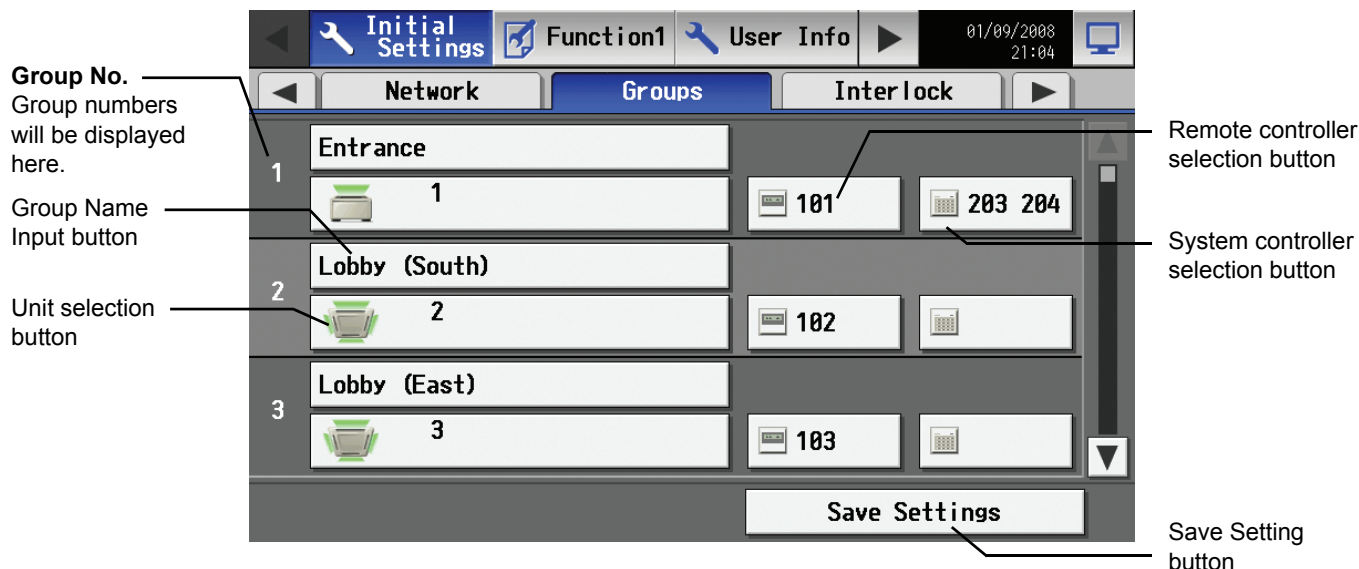 Initial
Settings
Function1
User Info
01/09/2008
21:04
Group No.
Group numbers
will be displayed
here.
Group Name
Input button
Unit selection
button
Network
Groups
Interlock
1
Entrance
1
101
203 204
2
Lobby (South)
2
102
3
Lobby (East)
3
103
Save Settings
Remote controller
selection button
System controller
selection button
Save Setting
button